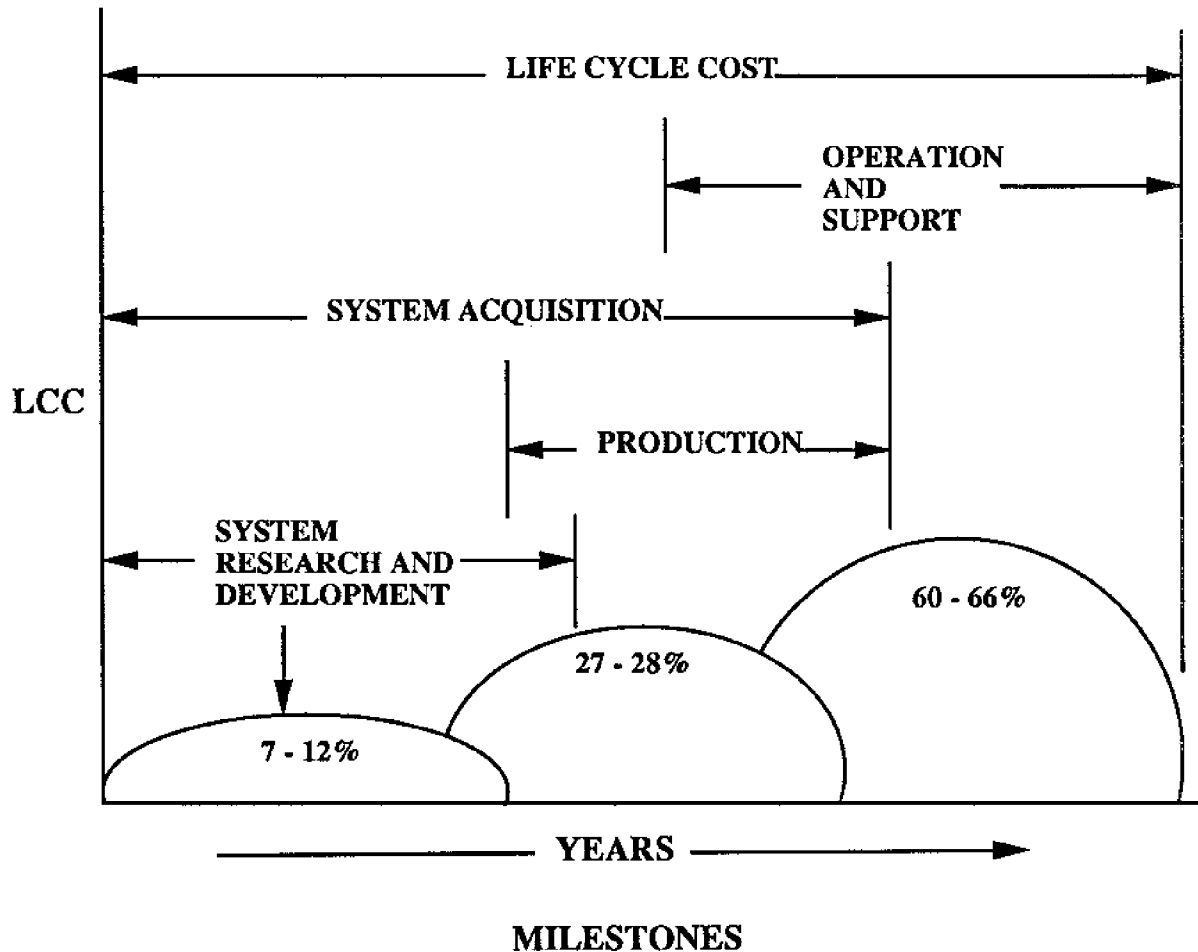 LIFE CYCLE COST
OPERATION
AND
SUPPORT
SYSTEM ACQUISITION
LCC
PRODUCTION
SYSTEM
RESEARCH AND
DEVELOPMENT
60 - 66%
27 - 28%
7 - 12%
YEARS
MILESTONES